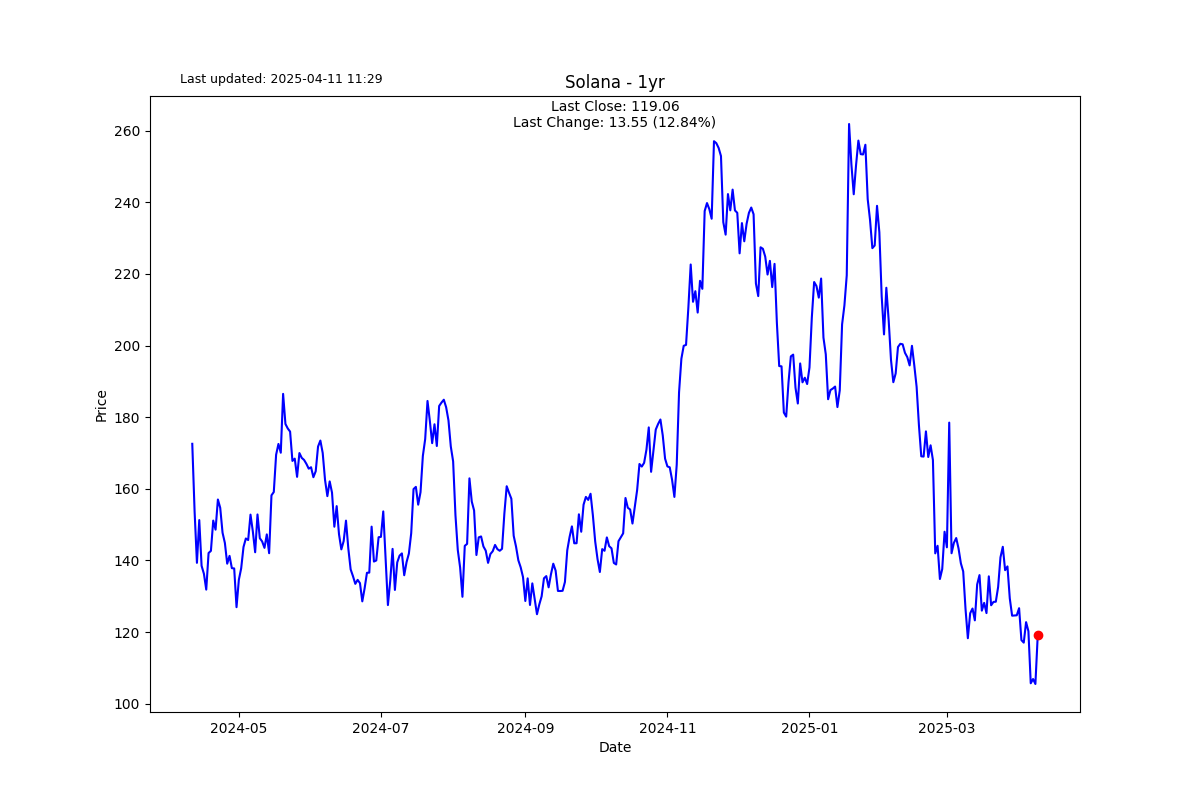 Last updated: 2025-04-11 11:29
Solana - 1yr
Last Close: 119.06
Last Change: 13.55 (12.84%)
260
240
220
200
180
160
140
120
100
Price
2024-05
2024-07
2024-09
2024-11
2025-01
2025-03
Date